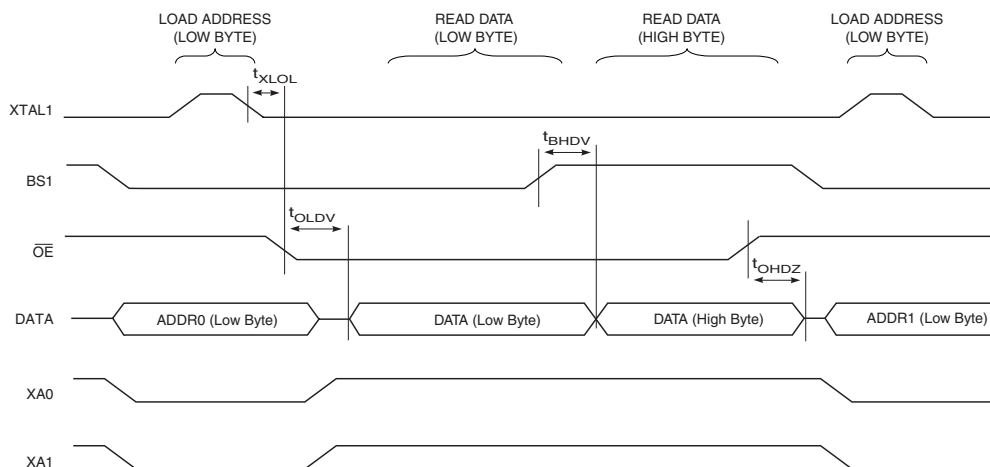 LOAD ADDRESS
(LOW BYTE)
READ DATA
(LOW BYTE)
READ DATA
(HIGH BYTE)
LOAD ADDRESS
(LOW BYTE)
tXLOL
XTAL1
tBHDV
BS1
tOLDV
OE
tOHDZ
DATA
ADDR0 (Low Byte)
DATA (Low Byte)
DATA (High Byte)
ADDR1 (Low Byte)
XA0
XA1